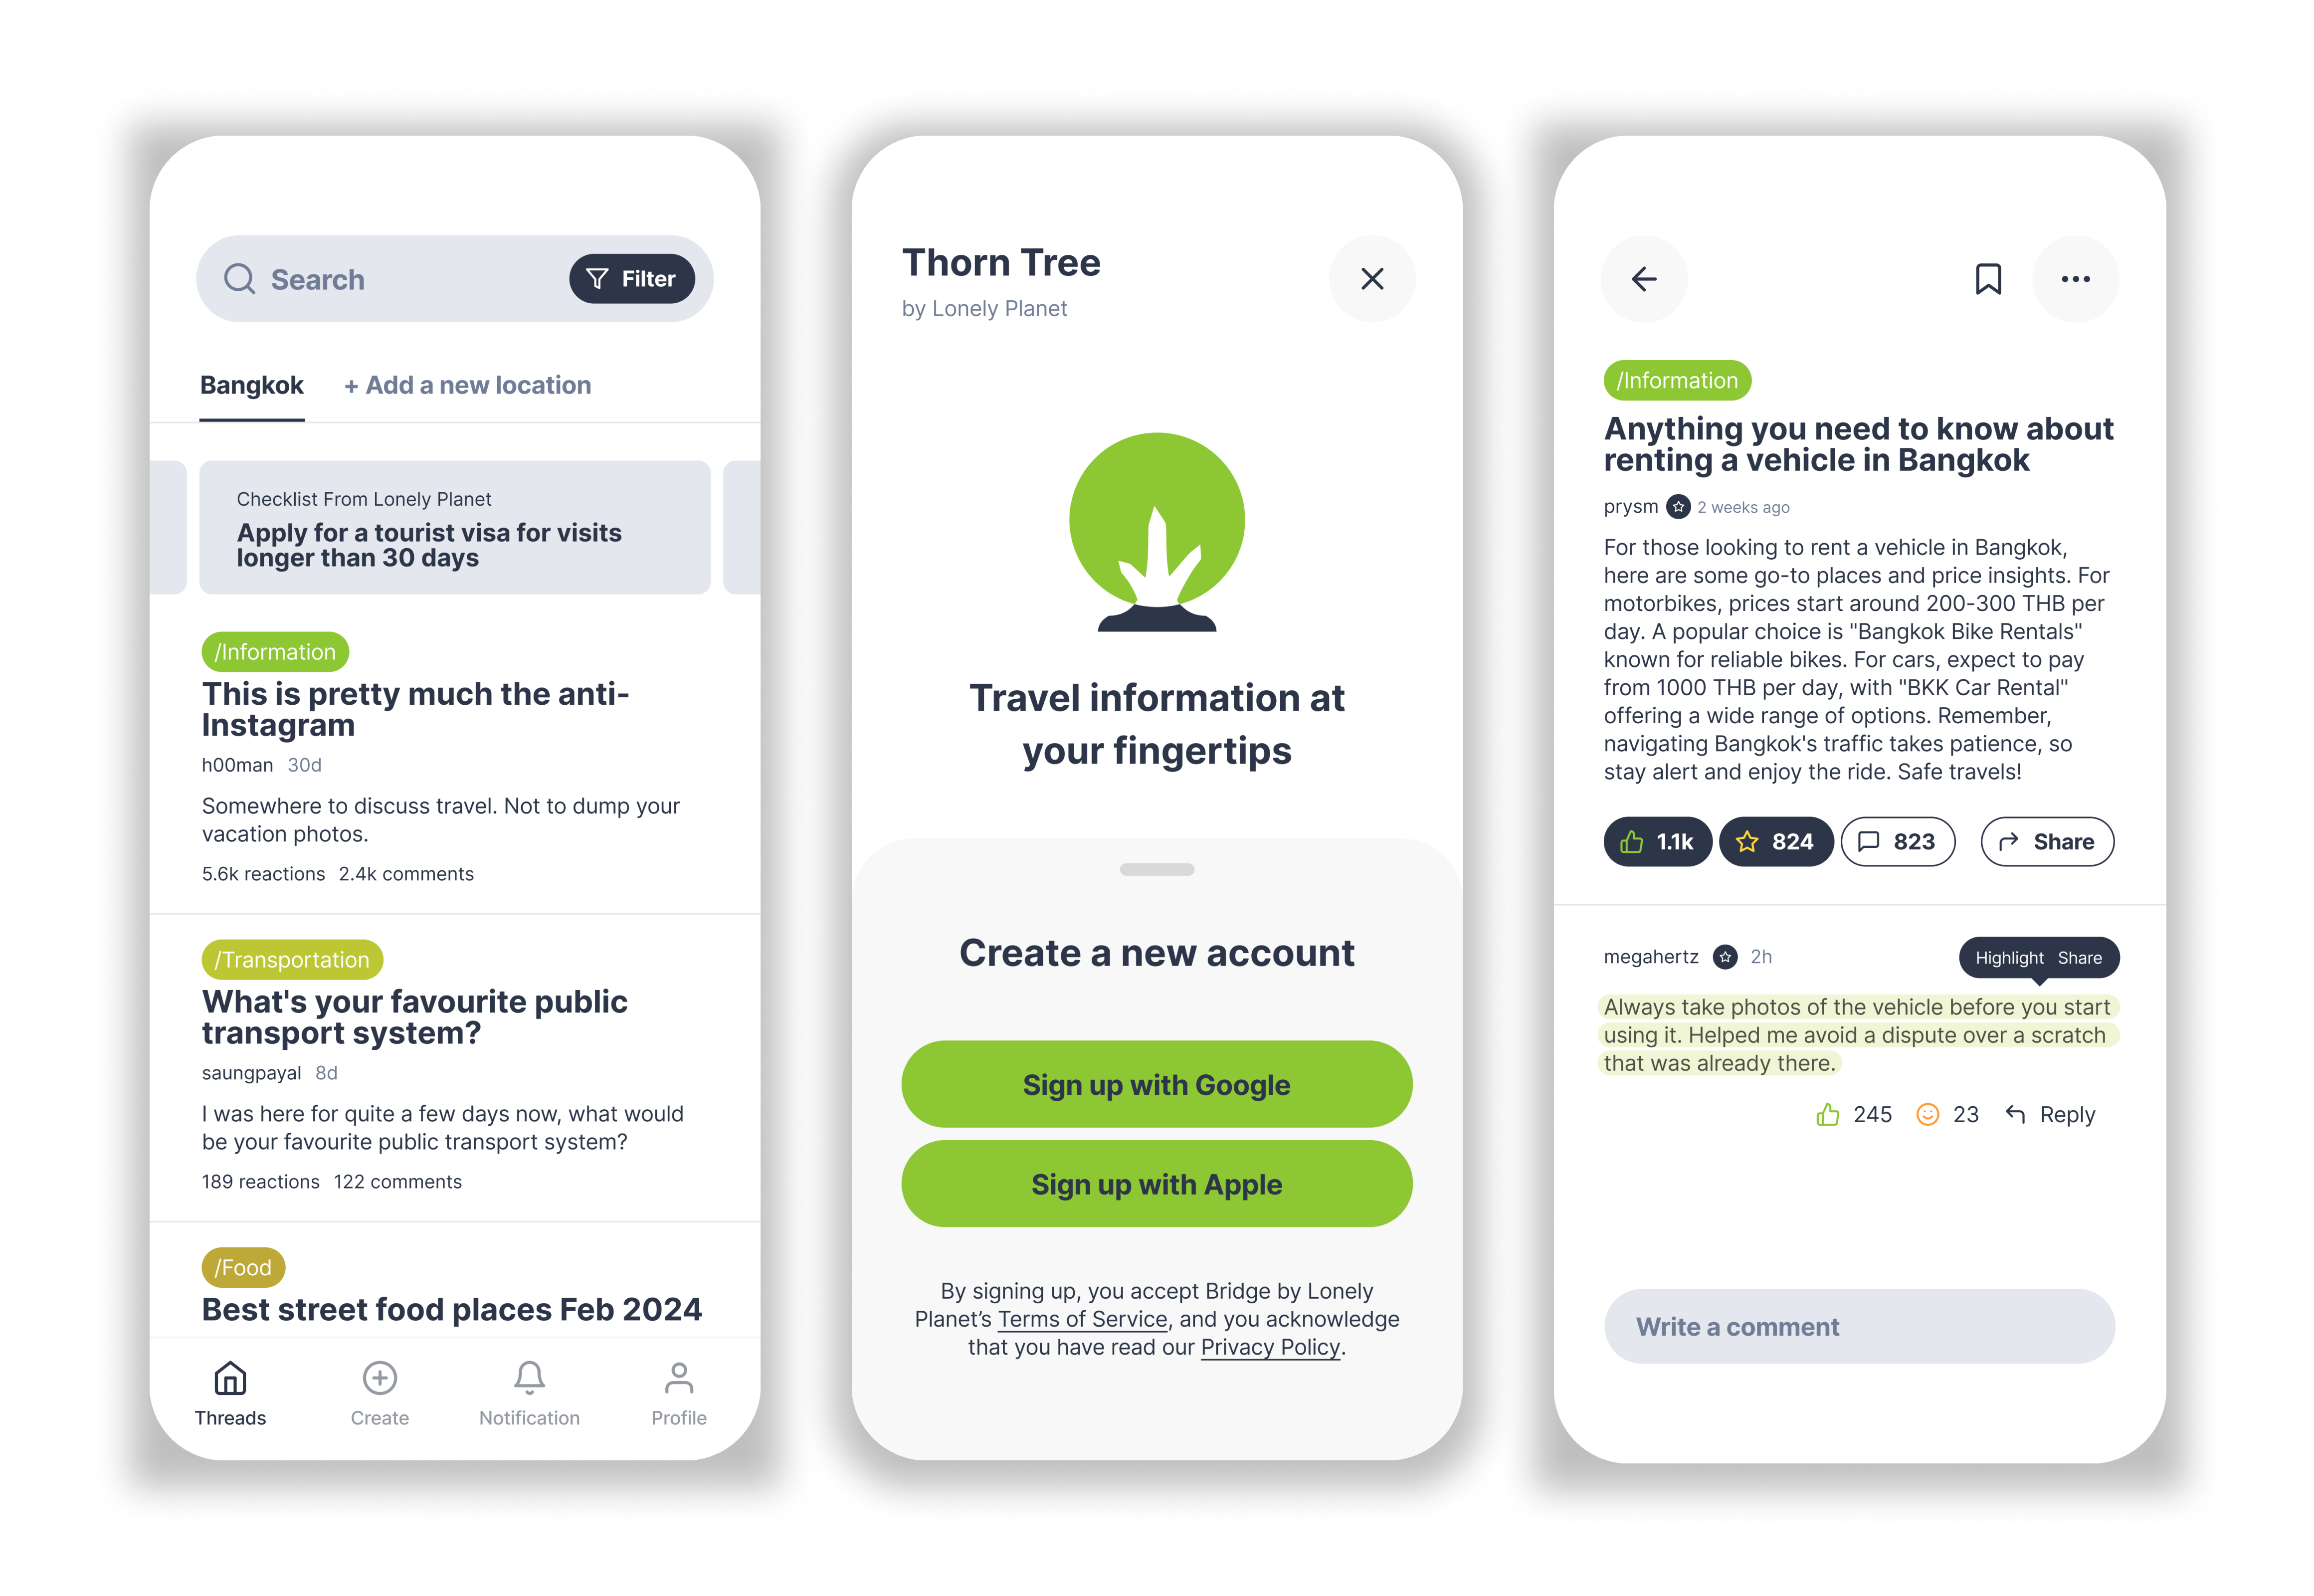 Search
Filter
Bangkok
+ Add a new location
Checklist From Lonely Planet
Apply for a tourist visa for visits
longer than 30 days
/Information
This is pretty much the anti-
Instagram
h00man 30d
Somewhere to discuss travel. Not to dump your
vacation photos.
5.6k reactions 2.4k comments
/Transportation
What's your favourite public
transport system?
saungpayal 8d
I was here for quite a few days now, what would
be your favourite public transport system?
189 reactions 122 comments
/Food
Best street food places Feb 2024
Threads
Create
Notification
Profile
Thorn Tree
by Lonely Planet
Travel information at
your fingertips
Create a new account
Sign up with Google
Sign up with Apple
By signing up, you accept Bridge by Lonely
Planet’s Terms of Service, and you acknowledge
that you have read our Privacy Policy.
/Information
Anything you need to know about
renting a vehicle in Bangkok
prysm 2 weeks ago
For those looking to rent a vehicle in Bangkok,
here are some go-to places and price insights. For
motorbikes, prices start around 200-300 THB per
day. A popular choice is "Bangkok Bike Rentals"
known for reliable bikes. For cars, expect to pay
from 1000 THB per day, with "BKK Car Rental"
offering a wide range of options. Remember,
navigating Bangkok's traffic takes patience, so
stay alert and enjoy the ride. Safe travels!
1.1k 824 823 Share
megahertz 2h
Highlight Share
Always take photos of the vehicle before you start
using it. Helped me avoid a dispute over a scratch
that was already there.
245 23 Reply
Write a comment